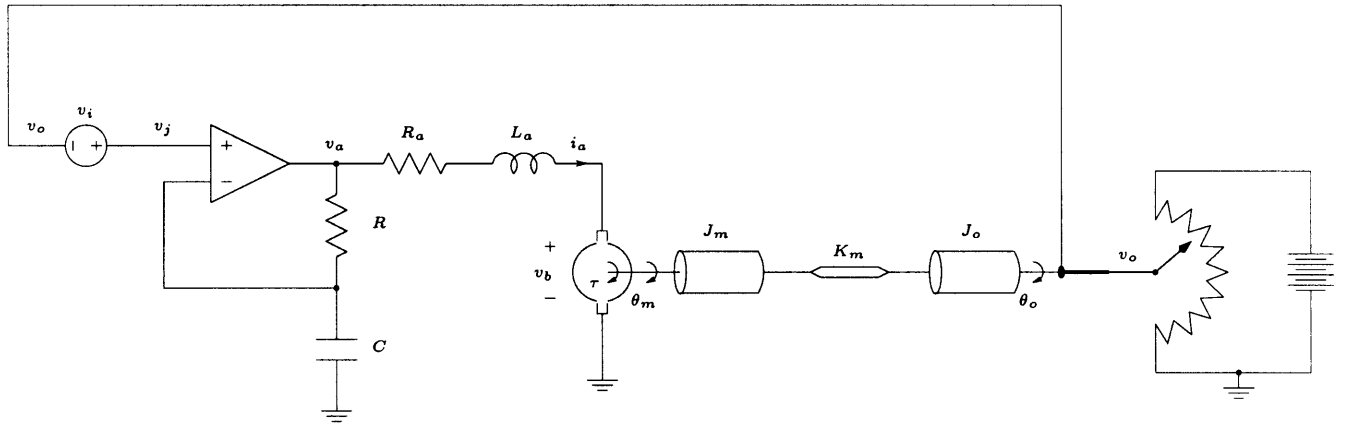 v_o
v_i
v_j
+
−
v_a
R_a
L_a
i_a
R
C
+
v_b
−
τ
θ_m
J_m
K_m
J_o
θ_o
v_o